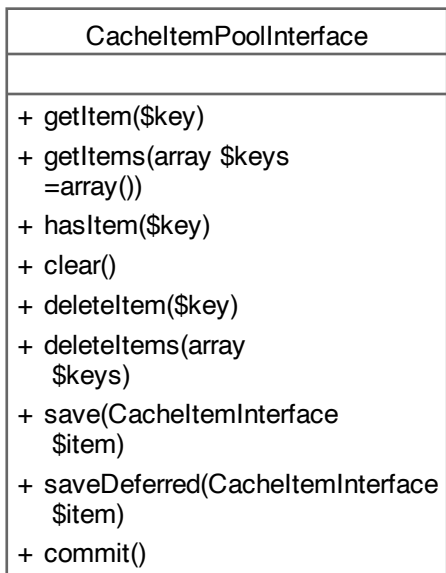 CacheItemPoolInterface
+ getItem($key)
+ getItems(array $keys
=array())
+ hasItem($key)
+ clear()
+ deleteItem($key)
+ deleteItems(array
$keys)
+ save(CacheItemInterface
$item)
+ saveDeferred(CacheItemInterface
$item)
+ commit()